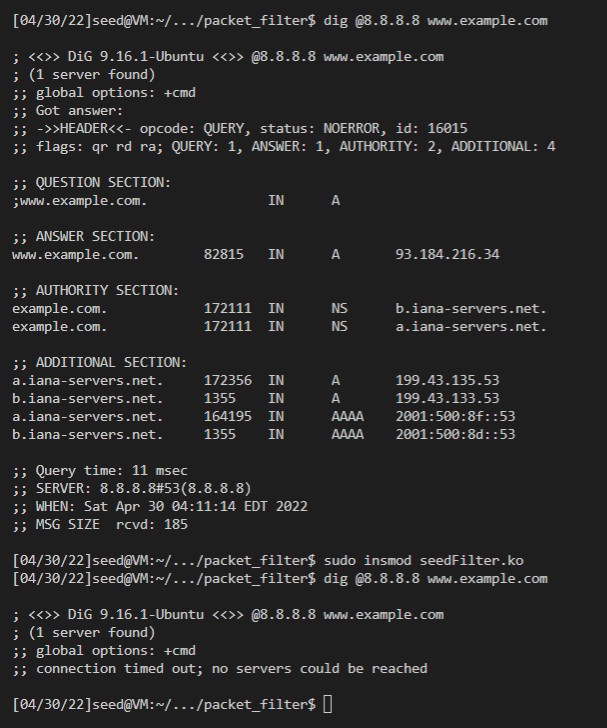 [04/30/22]seed@VM:~/.../packet_filter$ dig @8.8.8.8 www.example.com

; <<>> DiG 9.16.1-Ubuntu <<>> @8.8.8.8 www.example.com
; (1 server found)
;; global options: +cmd
;; Got answer:
;; ->>HEADER<<- opcode: QUERY, status: NOERROR, id: 16015
;; flags: qr rd ra; QUERY: 1, ANSWER: 1, AUTHORITY: 2, ADDITIONAL: 4

;; QUESTION SECTION:
;www.example.com.               IN      A

;; ANSWER SECTION:
www.example.com.        82815   IN      A       93.184.216.34

;; AUTHORITY SECTION:
example.com.            172111  IN      NS      b.iana-servers.net.
example.com.            172111  IN      NS      a.iana-servers.net.

;; ADDITIONAL SECTION:
a.iana-servers.net.     172356  IN      A       199.43.135.53
b.iana-servers.net.     1355    IN      A       199.43.133.53
a.iana-servers.net.     164195  IN      AAAA    2001:500:8f::53
b.iana-servers.net.     1355    IN      AAAA    2001:500:8d::53

;; Query time: 11 msec
;; SERVER: 8.8.8.8#53(8.8.8.8)
;; WHEN: Sat Apr 30 04:11:14 EDT 2022
;; MSG SIZE  rcvd: 185

[04/30/22]seed@VM:~/.../packet_filter$ sudo insmod seedFilter.ko
[04/30/22]seed@VM:~/.../packet_filter$ dig @8.8.8.8 www.example.com

; <<>> DiG 9.16.1-Ubuntu <<>> @8.8.8.8 www.example.com
; (1 server found)
;; global options: +cmd
;; connection timed out; no servers could be reached

[04/30/22]seed@VM:~/.../packet_filter$